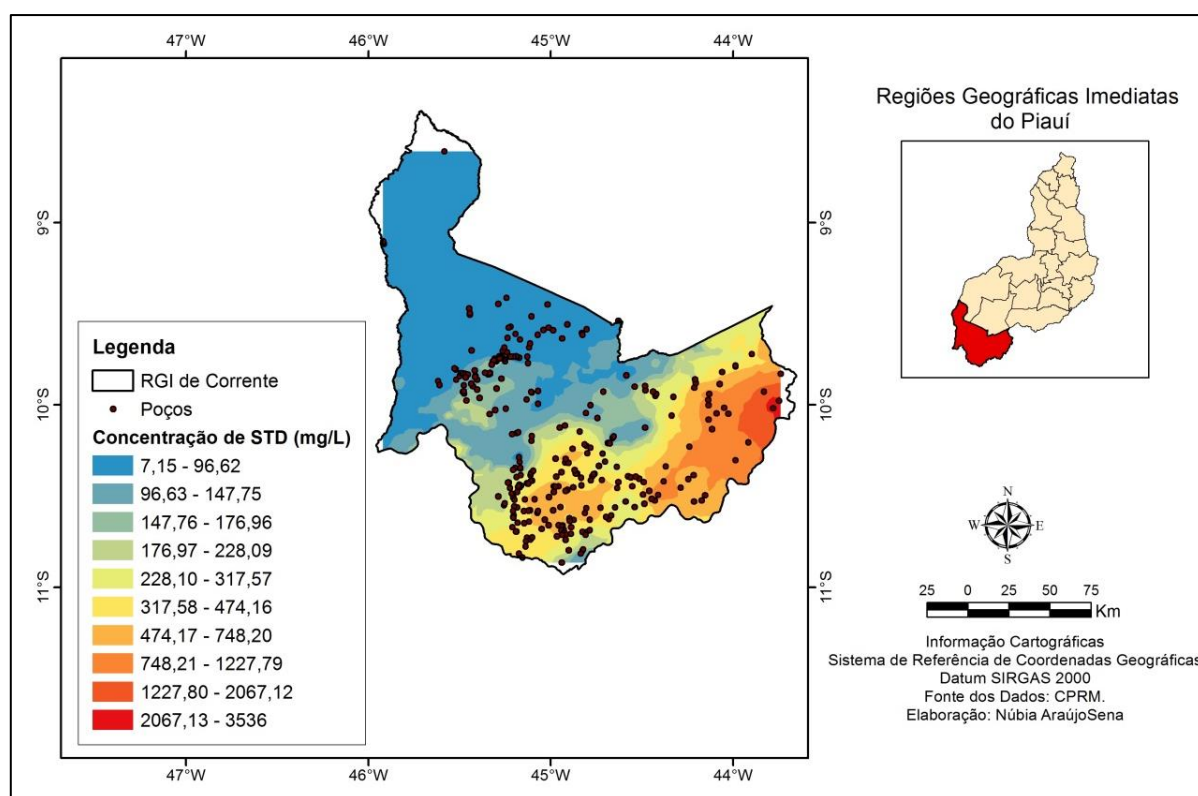 47°W 46°W 45°W 44°W
9°S 9°S
10°S 10°S
11°S 11°S
47°W 46°W 45°W 44°W
Legenda
RGI de Corrente
Poços
Concentração de STD (mg/L)
7,15 - 96,62
96,63 - 147,75
147,76 - 176,96
176,97 - 228,09
228,10 - 317,57
317,58 - 474,16
474,17 - 748,20
748,21 - 1227,79
1227,80 - 2067,12
2067,13 - 3536
Regiões Geográficas Imediatas
do Piauí
N
W E
S
25 0 25 50 75
Km
Informação Cartográficas
Sistema de Referência de Coordenadas Geográficas
Datum SIRGAS 2000
Fonte dos Dados: CPRM.
Elaboração: Núbia AraújoSena